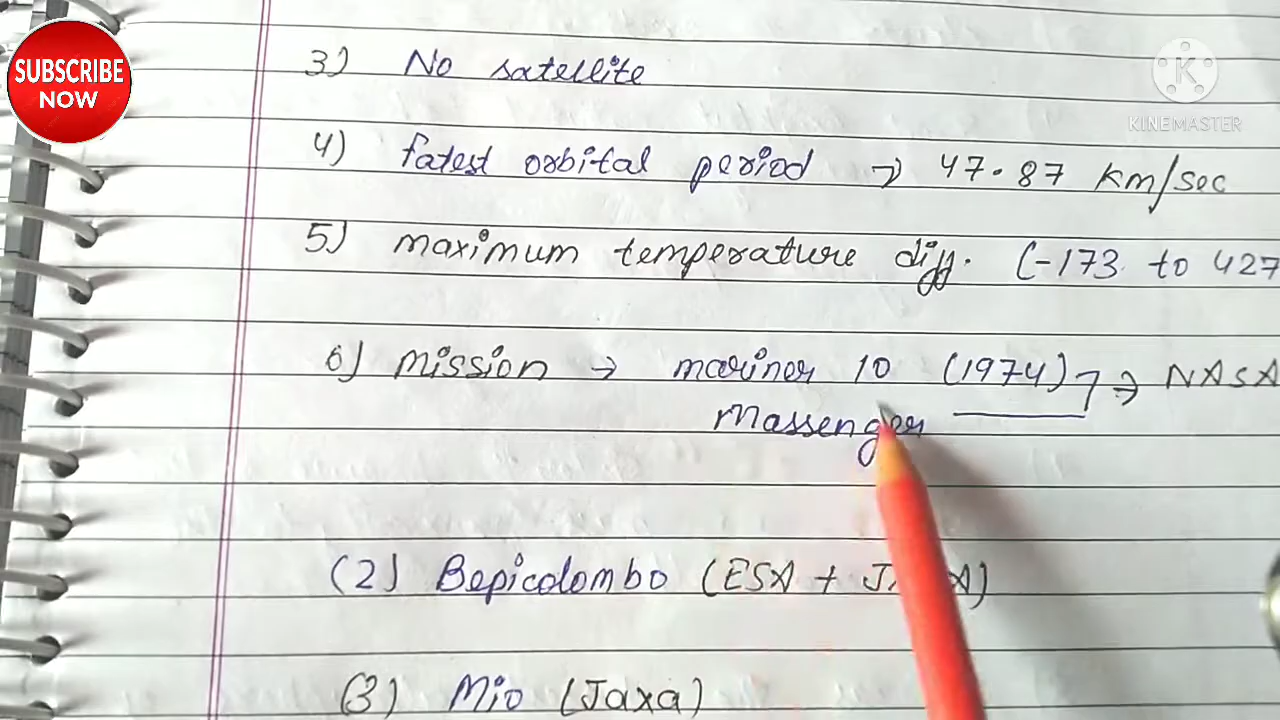 SUBSCRIBE
NOW
K
KINEMASTER
3) No satellite
4) fatest orbital period → 47.87 km/sec
5) maximum temperature diff. (-173 to 427
6) mission → mariner 10 (1974) → NASA
Massenger
(2) Bepicolombo (ESA +
(3) Mio (Jaxa)